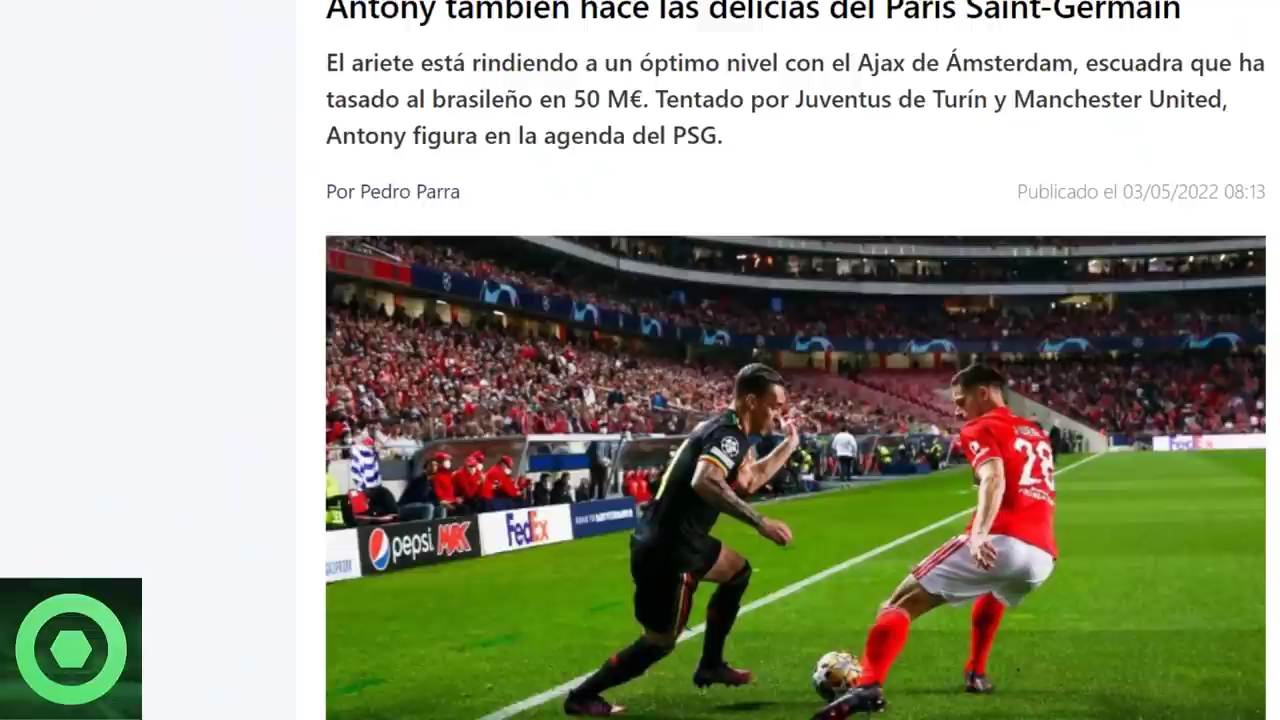 Antony también hace las delicias del París Saint-Germain
El ariete está rindiendo a un óptimo nivel con el Ajax de Ámsterdam, escuadra que ha
tasado al brasileño en 50 M€. Tentado por Juventus de Turín y Manchester United,
Antony figura en la agenda del PSG.
Por Pedro Parra
Publicado el 03/05/2022 08:13
pepsi MAX
FedEx
FedEx
28